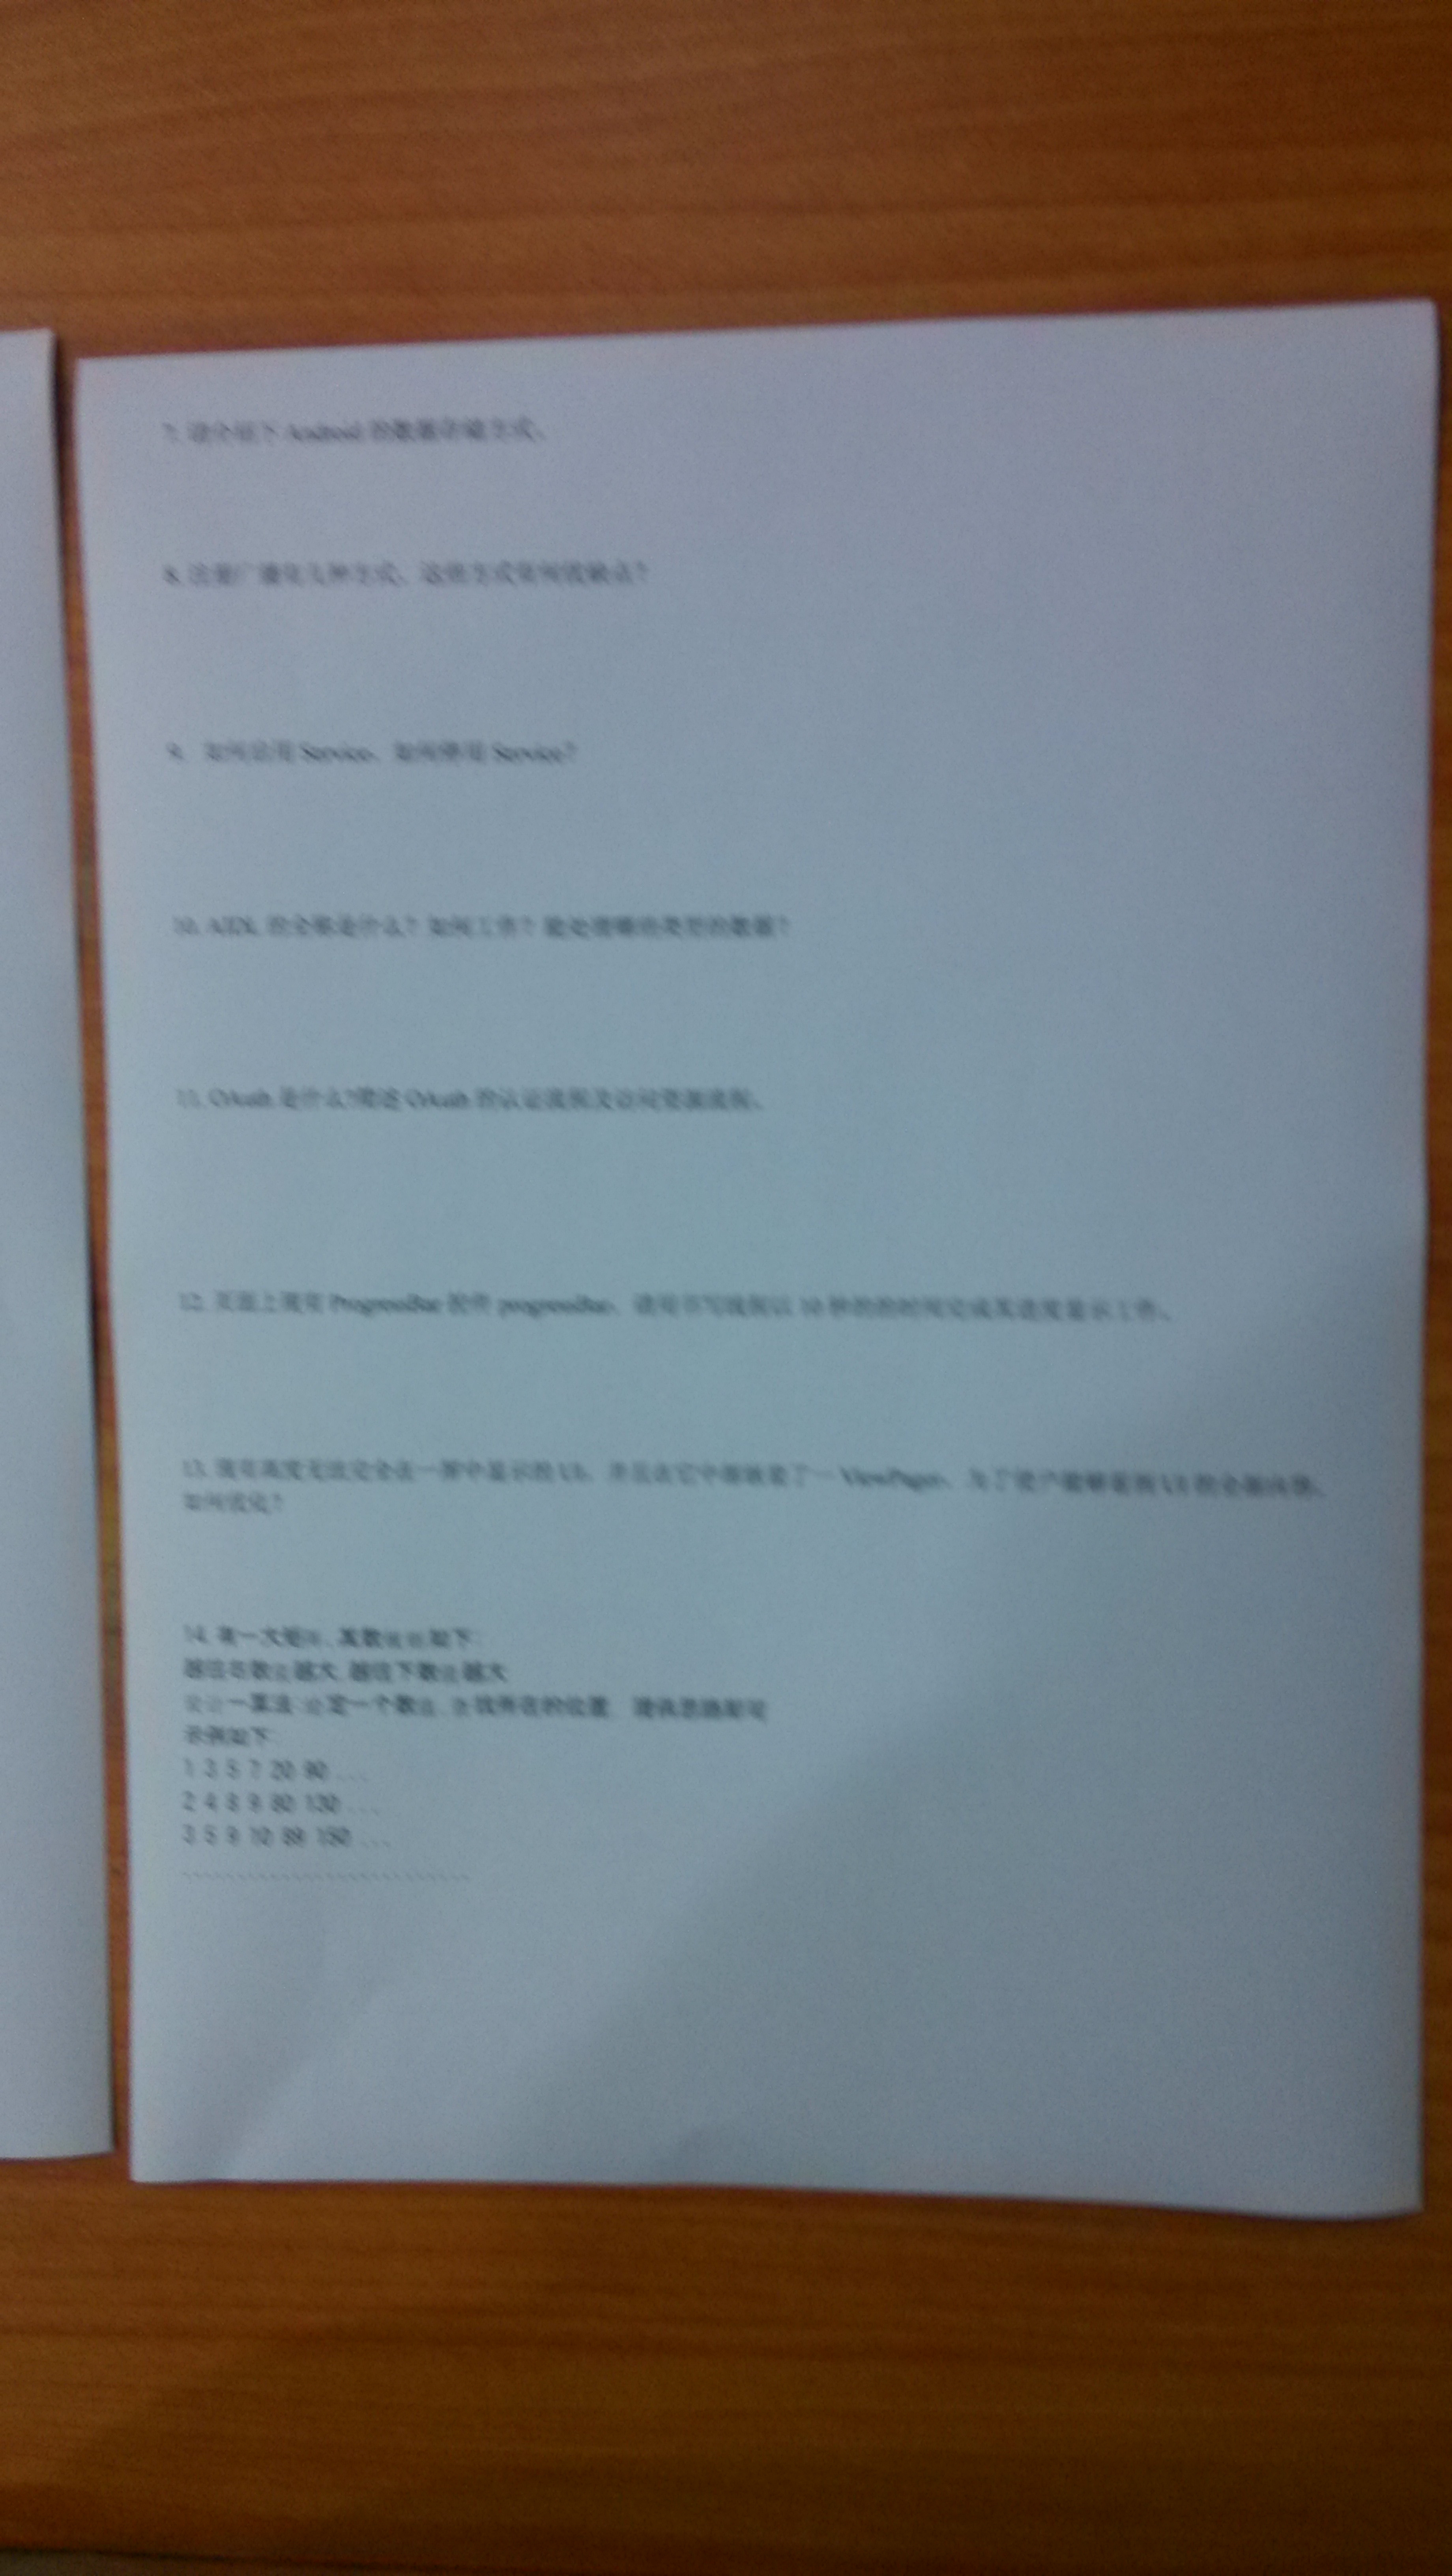 7. 请介绍下 Android 的数据存储方式。
8. 注册广播有几种方式，这些方式有何优缺点？
9. 如何启用 Service，如何停用 Service？
10. AIDL 的全称是什么？如何工作？能处理哪些类型的数据？
11. OAuth 是什么?简述 OAuth 的认证流程及访问资源流程。
12. 页面上现有 ProgressBar 控件 progressBar，请用书写线程以 10 秒的的时间完成其进度显示工作。
13. 现有高度无法完全在一屏中显示的 UI，并且在它中部嵌套了一 ViewPager，为了使户能够看到 UI 的全部内容，
如何优化？
14. 有一大矩阵, 其数据如下:
越往右数值越大, 越往下数值越大
设计一算法:给定一个数值, 查找所在的位置
示例如下:
1 3 5 7 20 90 ....
2 4 8 9 80 130 ....
3 5 9 10 89 150 ....